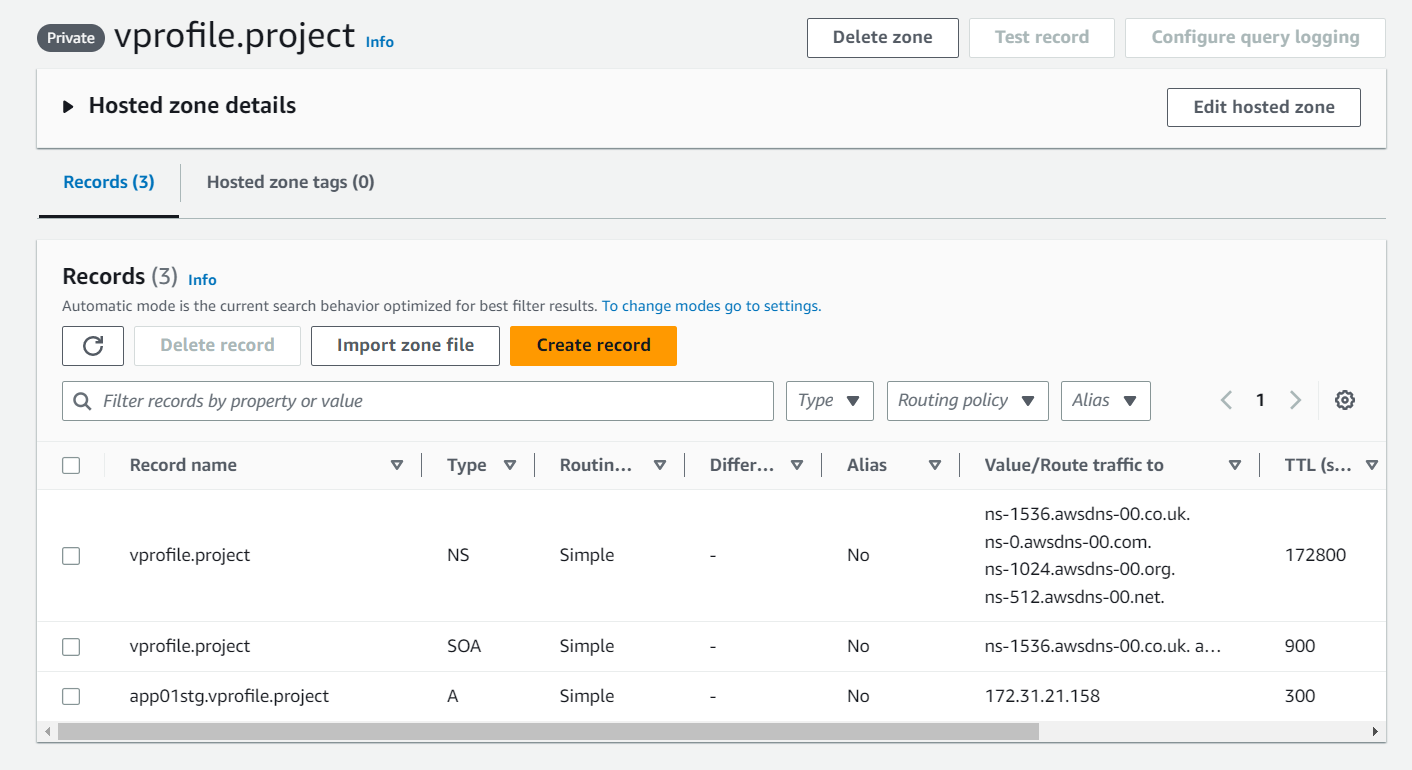 Private vprofile.project Info Delete zone Test record Configure query logging
Hosted zone details Edit hosted zone
Records (3) Hosted zone tags (0)
Records (3) Info
Automatic mode is the current search behavior optimized for best filter results. To change modes go to settings.
Delete record Import zone file Create record
Filter records by property or value Type Routing policy Alias 1
Record name Type Routin... Differ... Alias Value/Route traffic to TTL (s...
ns-1536.awsdns-00.co.uk.
ns-0.awsdns-00.com.
vprofile.project NS Simple - No 172800
ns-1024.awsdns-00.org.
ns-512.awsdns-00.net.
vprofile.project SOA Simple - No ns-1536.awsdns-00.co.uk. a... 900
app01stg.vprofile.project A Simple - No 172.31.21.158 300